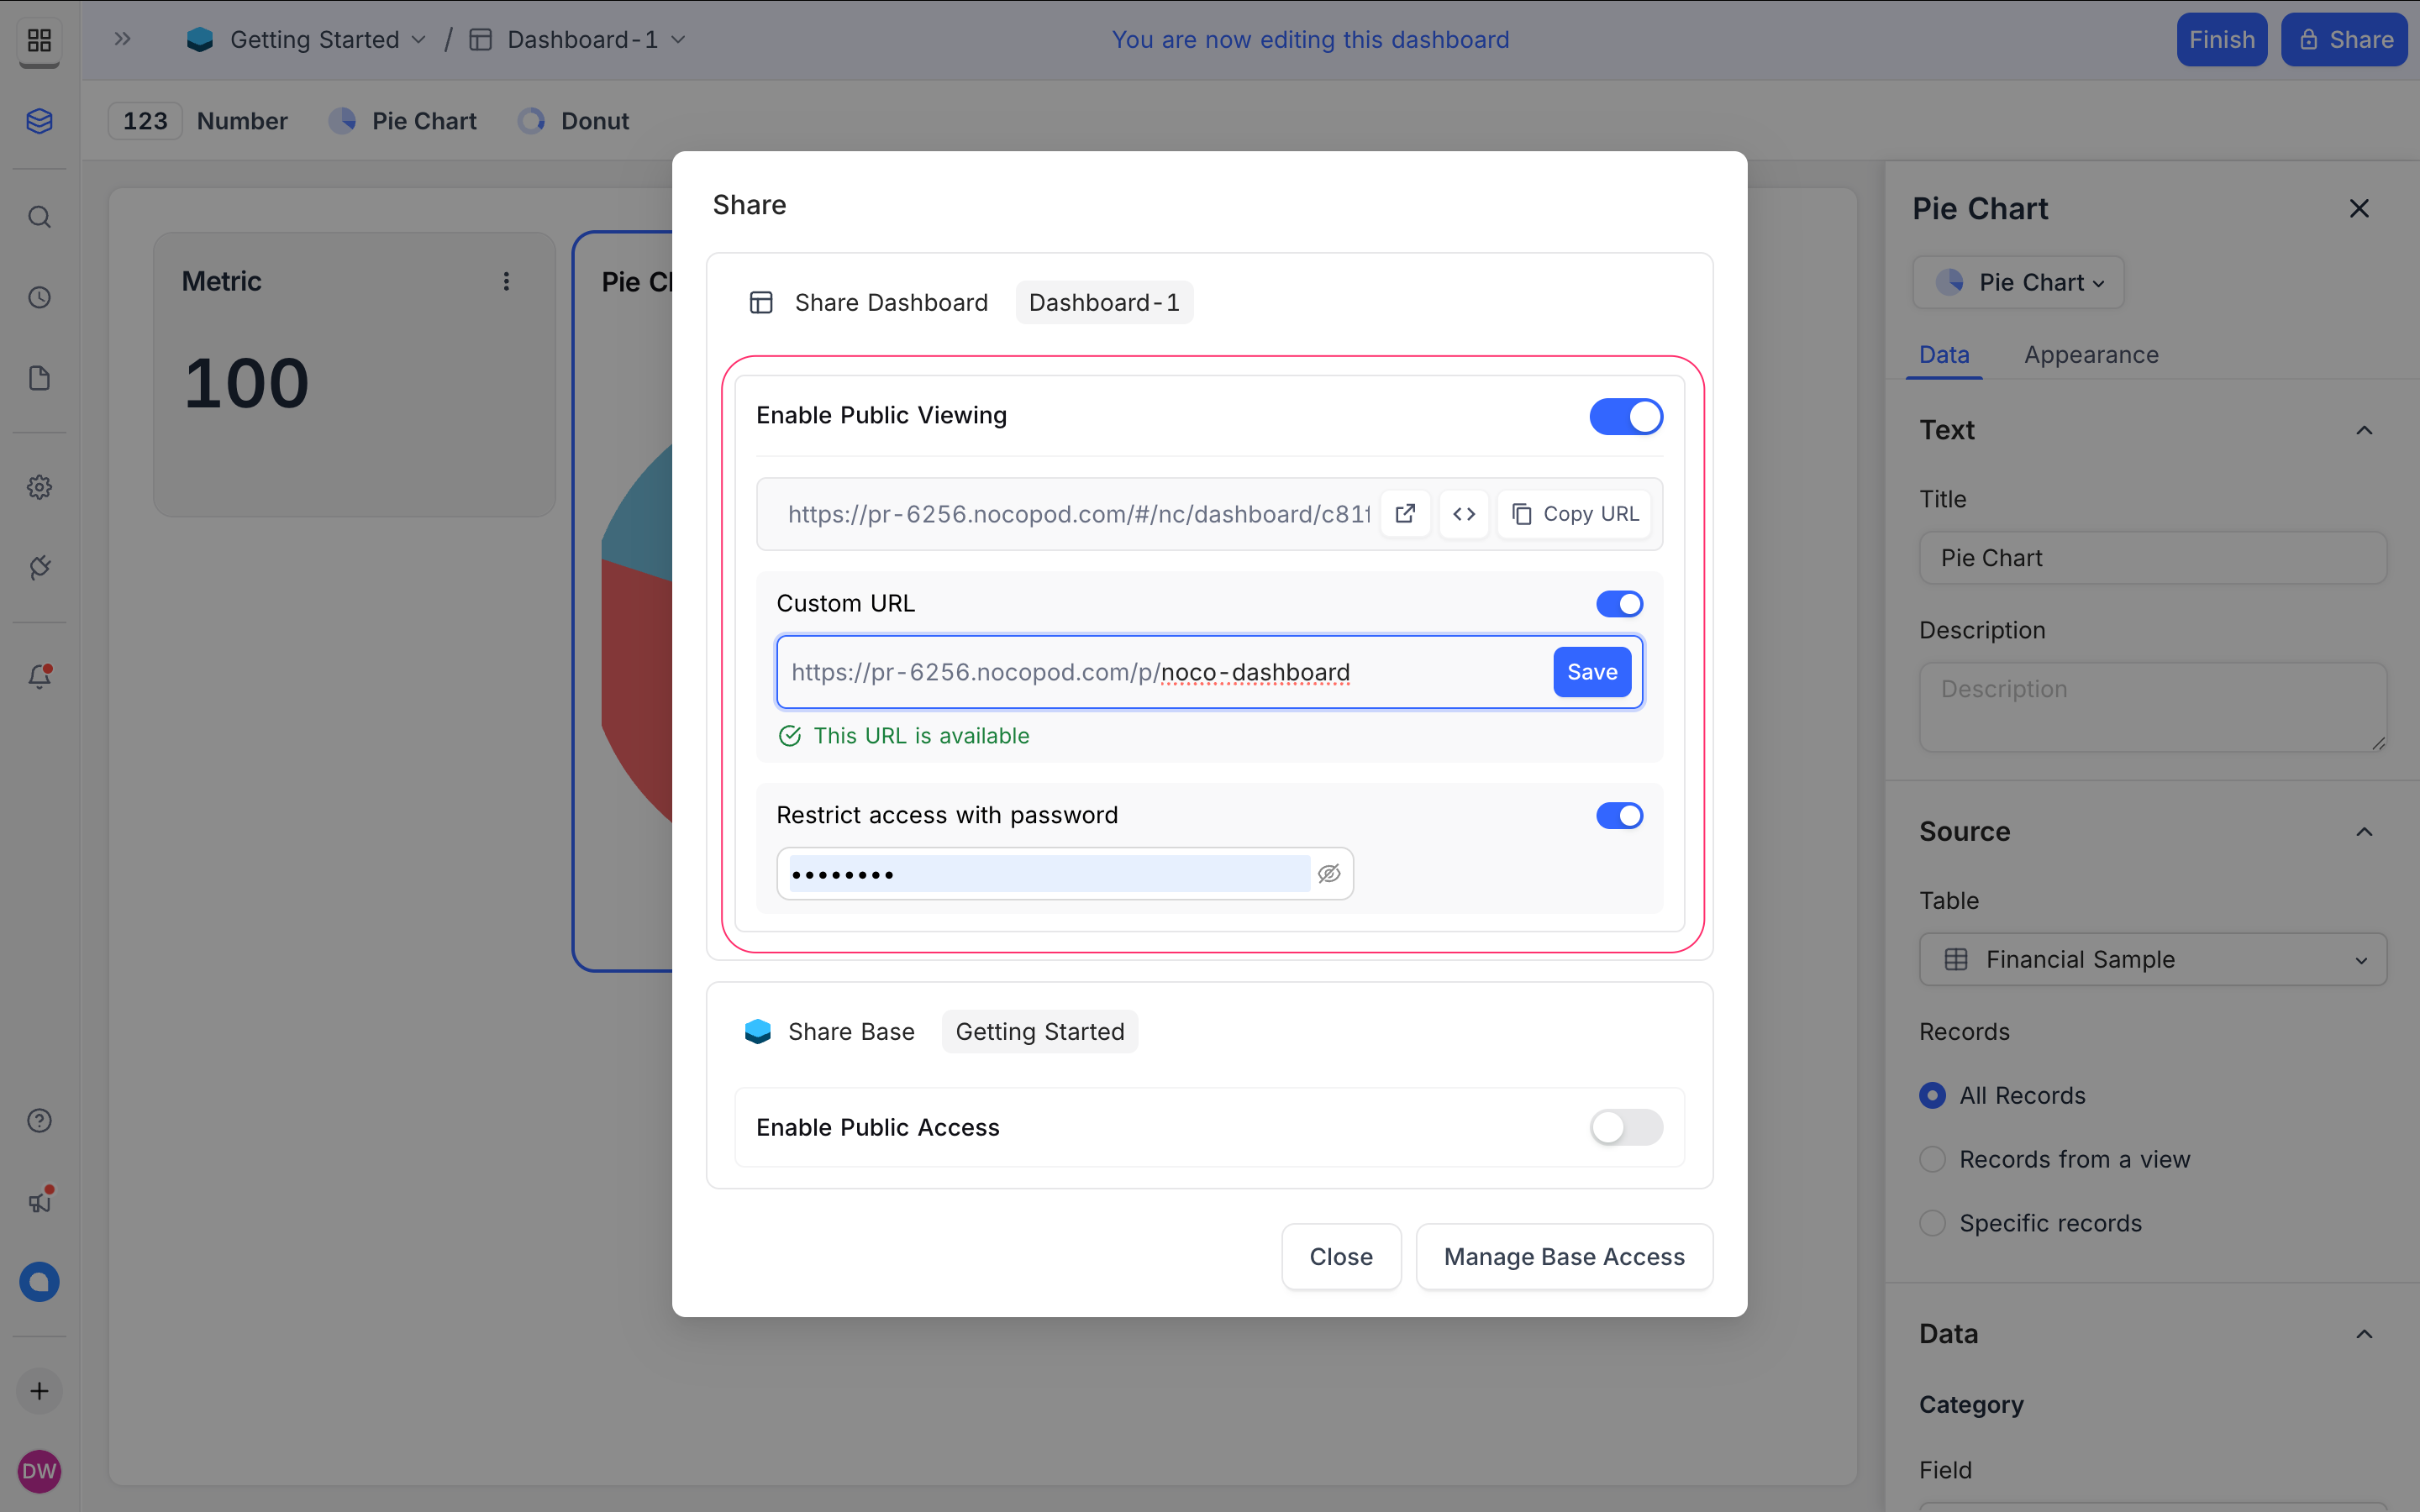 Getting Started / Dashboard-1
You are now editing this dashboard
Finish
Share
123 Number
Pie Chart
Donut
Metric
100
Pie Ch
Share
Share Dashboard Dashboard-1
Enable Public Viewing
https://pr-6256.nocopod.com/#/nc/dashboard/c81f
Copy URL
Custom URL
https://pr-6256.nocopod.com/p/noco-dashboard
Save
This URL is available
Restrict access with password
Share Base Getting Started
Enable Public Access
Close
Manage Base Access
Pie Chart
Pie Chart
Data Appearance
Text
Title
Pie Chart
Description
Description
Source
Table
Financial Sample
Records
All Records
Records from a view
Specific records
Data
Category
Field
DW